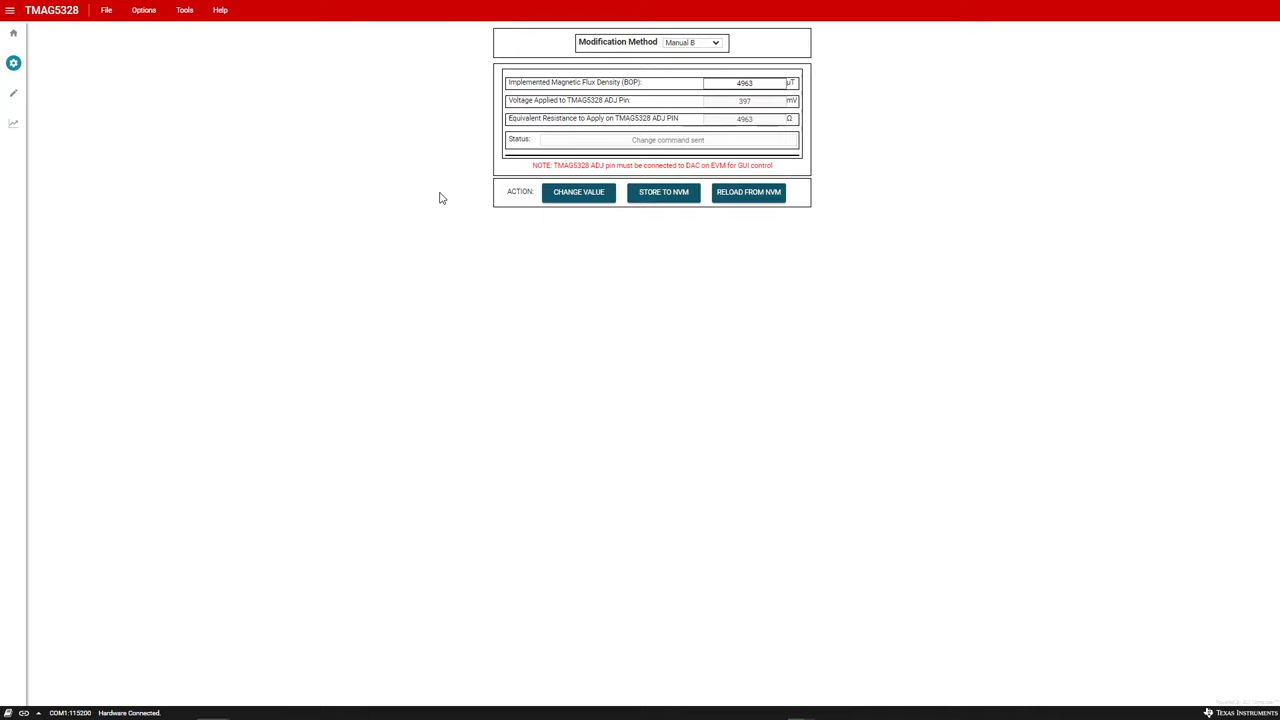 TMAG5328 File Options Tools Help
Modification Method Manual B
Implemented Magnetic Flux Density (BOP): 4963 µT
Voltage Applied to TMAG5328 ADJ Pin: 397 mV
Equivalent Resistance to Apply on TMAG5328 ADJ PIN 4963 Ω
Status: Change command sent
NOTE: TMAG5328 ADJ pin must be connected to DAC on EVM for GUI control
ACTION: CHANGE VALUE STORE TO NVM RELOAD FROM NVM
COM1:115200 Hardware Connected. TEXAS INSTRUMENTS